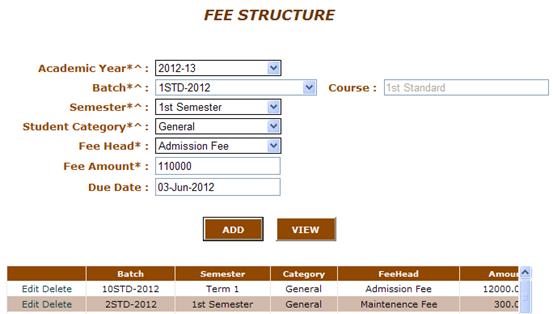 FEE STRUCTURE
Academic Year*^ : 2012-13
Batch*^ : 1STD-2012 Course : 1st Standard
Semester*^ : 1st Semester
Student Category*^ : General
Fee Head* : Admission Fee
Fee Amount* : 110000
Due Date : 03-Jun-2012
ADD VIEW
Batch Semester Category FeeHead Amou
Edit Delete 10STD-2012 Term 1 General Admission Fee 12000.0
Edit Delete 2STD-2012 1st Semester General Maintenence Fee 300.0